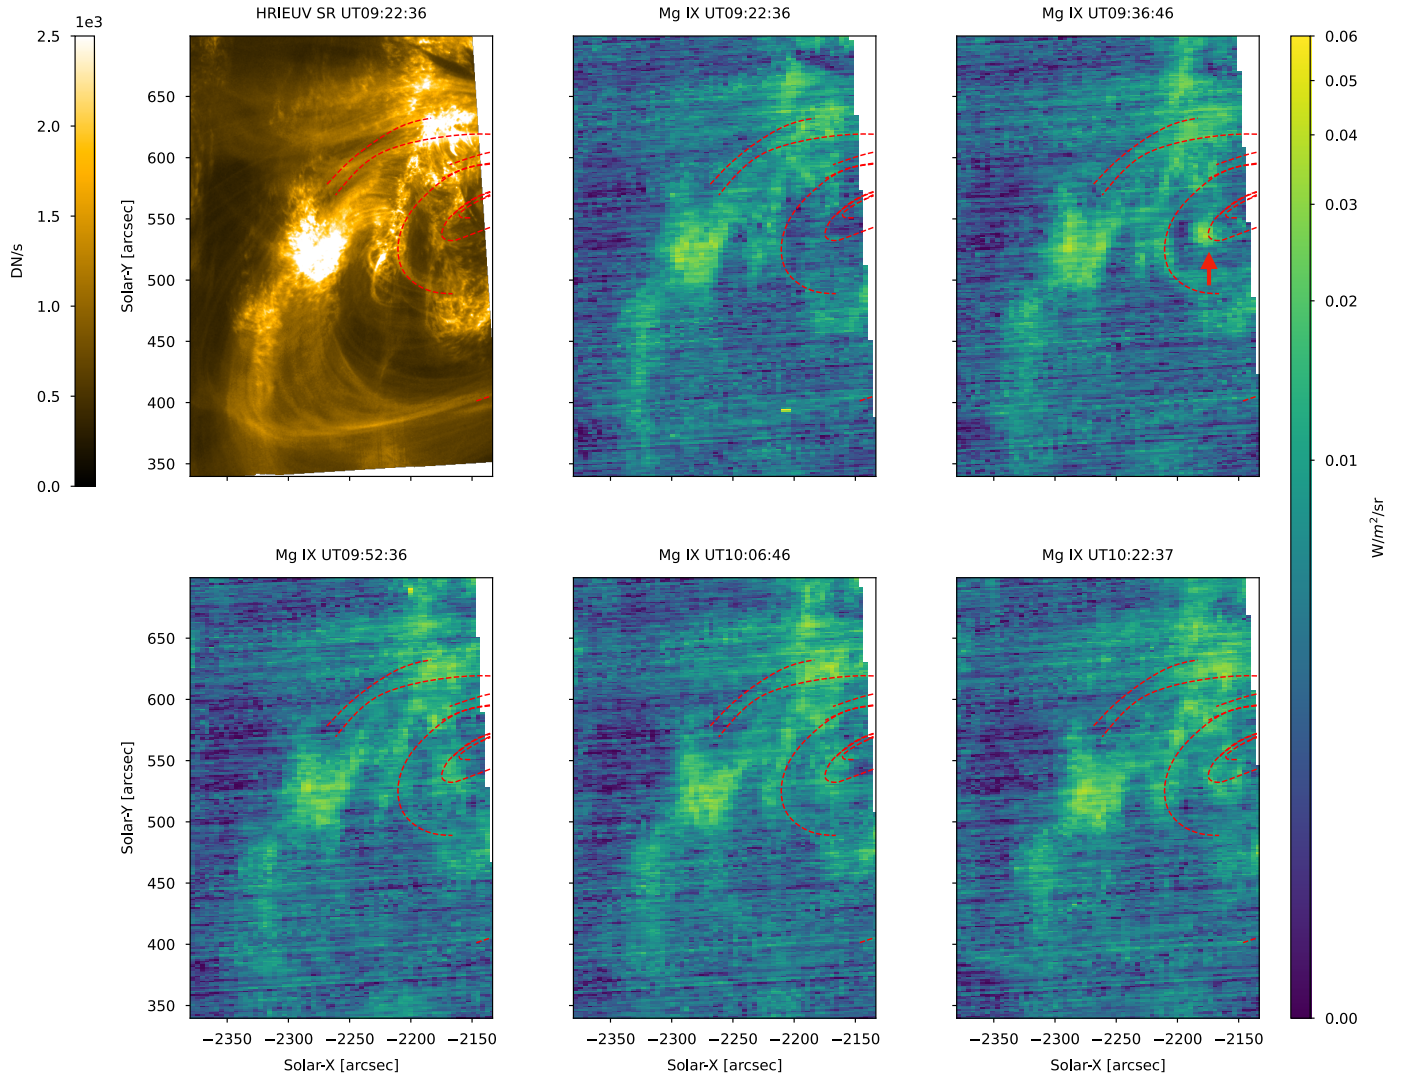 HRIEUV SR UT09:22:36
Mg IX UT09:22:36
Mg IX UT09:36:46
1e3
2.5
2.0
1.5
1.0
0.5
0.0
DN/s
650
600
550
500
450
400
350
Solar-Y [arcsec]
0.06
0.05
0.04
0.03
0.02
0.01
0.00
W/m²/sr
Mg IX UT09:52:36
Mg IX UT10:06:46
Mg IX UT10:22:37
650
600
550
500
450
400
350
Solar-Y [arcsec]
−2350 −2300 −2250 −2200 −2150
−2350 −2300 −2250 −2200 −2150
−2350 −2300 −2250 −2200 −2150
Solar-X [arcsec]
Solar-X [arcsec]
Solar-X [arcsec]